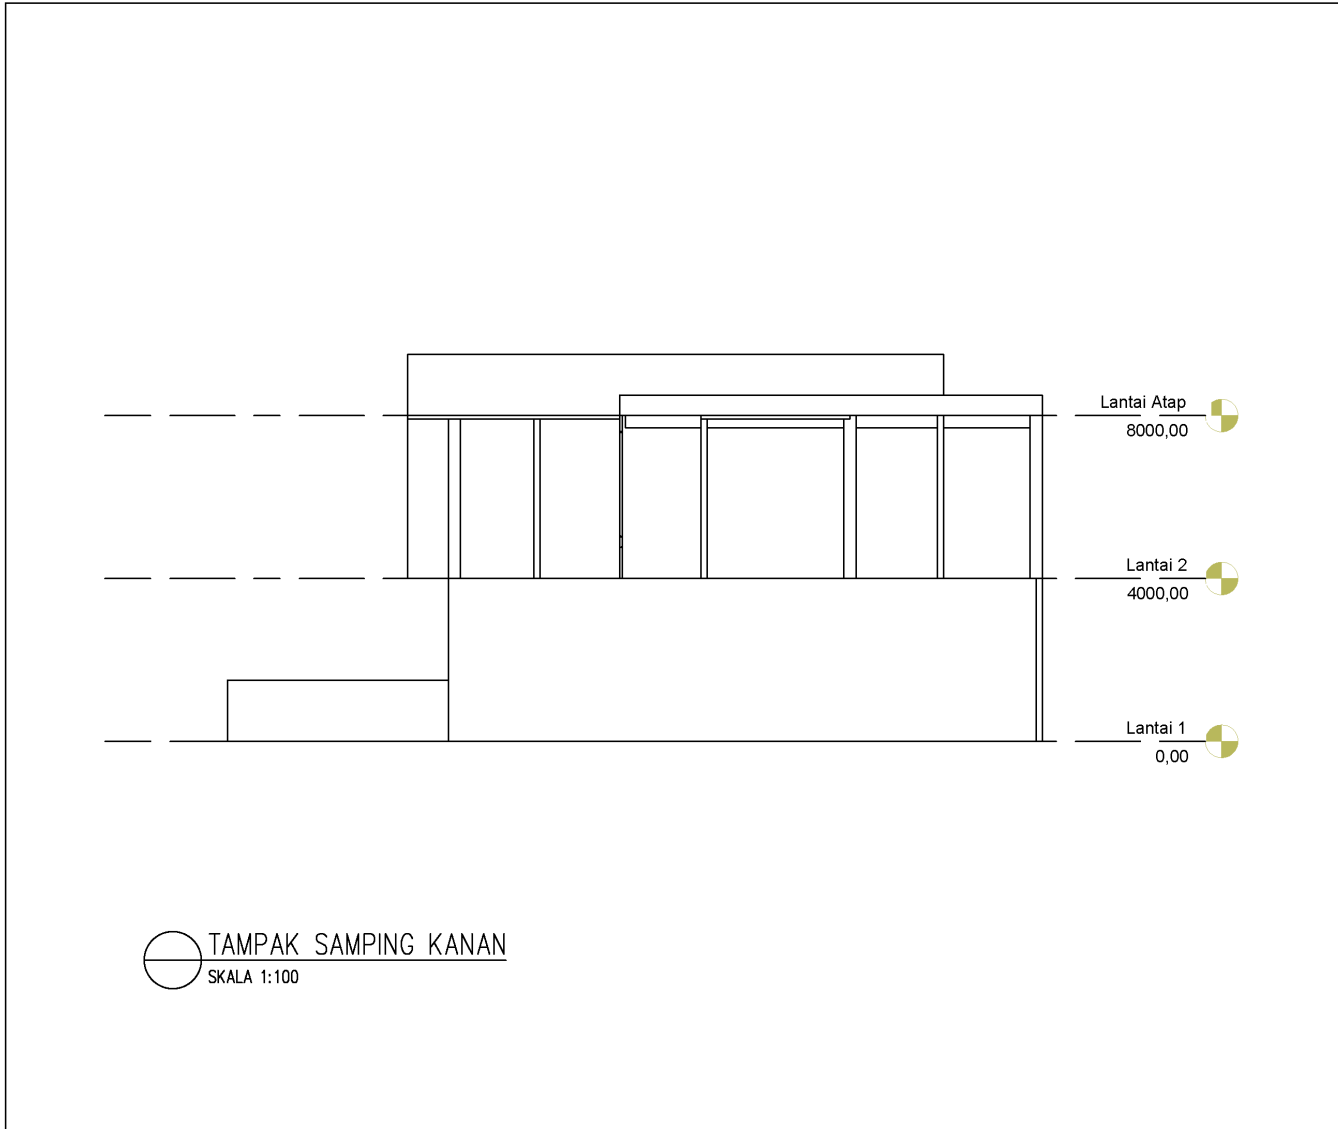 Lantai Atap
8000,00
Lantai 2
4000,00
Lantai 1
0,00
TAMPAK SAMPING KANAN
SKALA 1:100